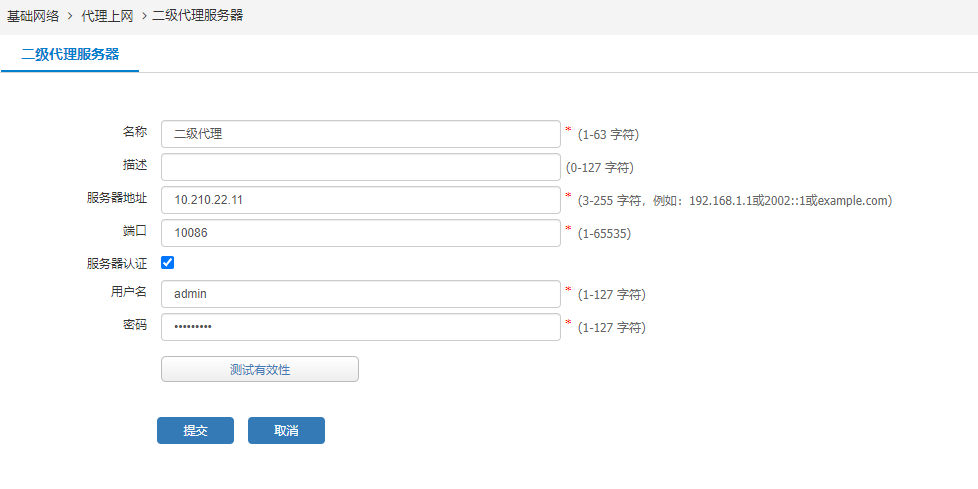 基础网络 > 代理上网 > 二级代理服务器
二级代理服务器
名称 二级代理 * (1-63 字符)
描述 (0-127 字符)
服务器地址 10.210.22.11 * (3-255 字符，例如：192.168.1.1或2002::1或example.com)
端口 10086 * (1-65535)
服务器认证
用户名 admin * (1-127 字符)
密码 ••••••••• * (1-127 字符)
测试有效性
提交 取消